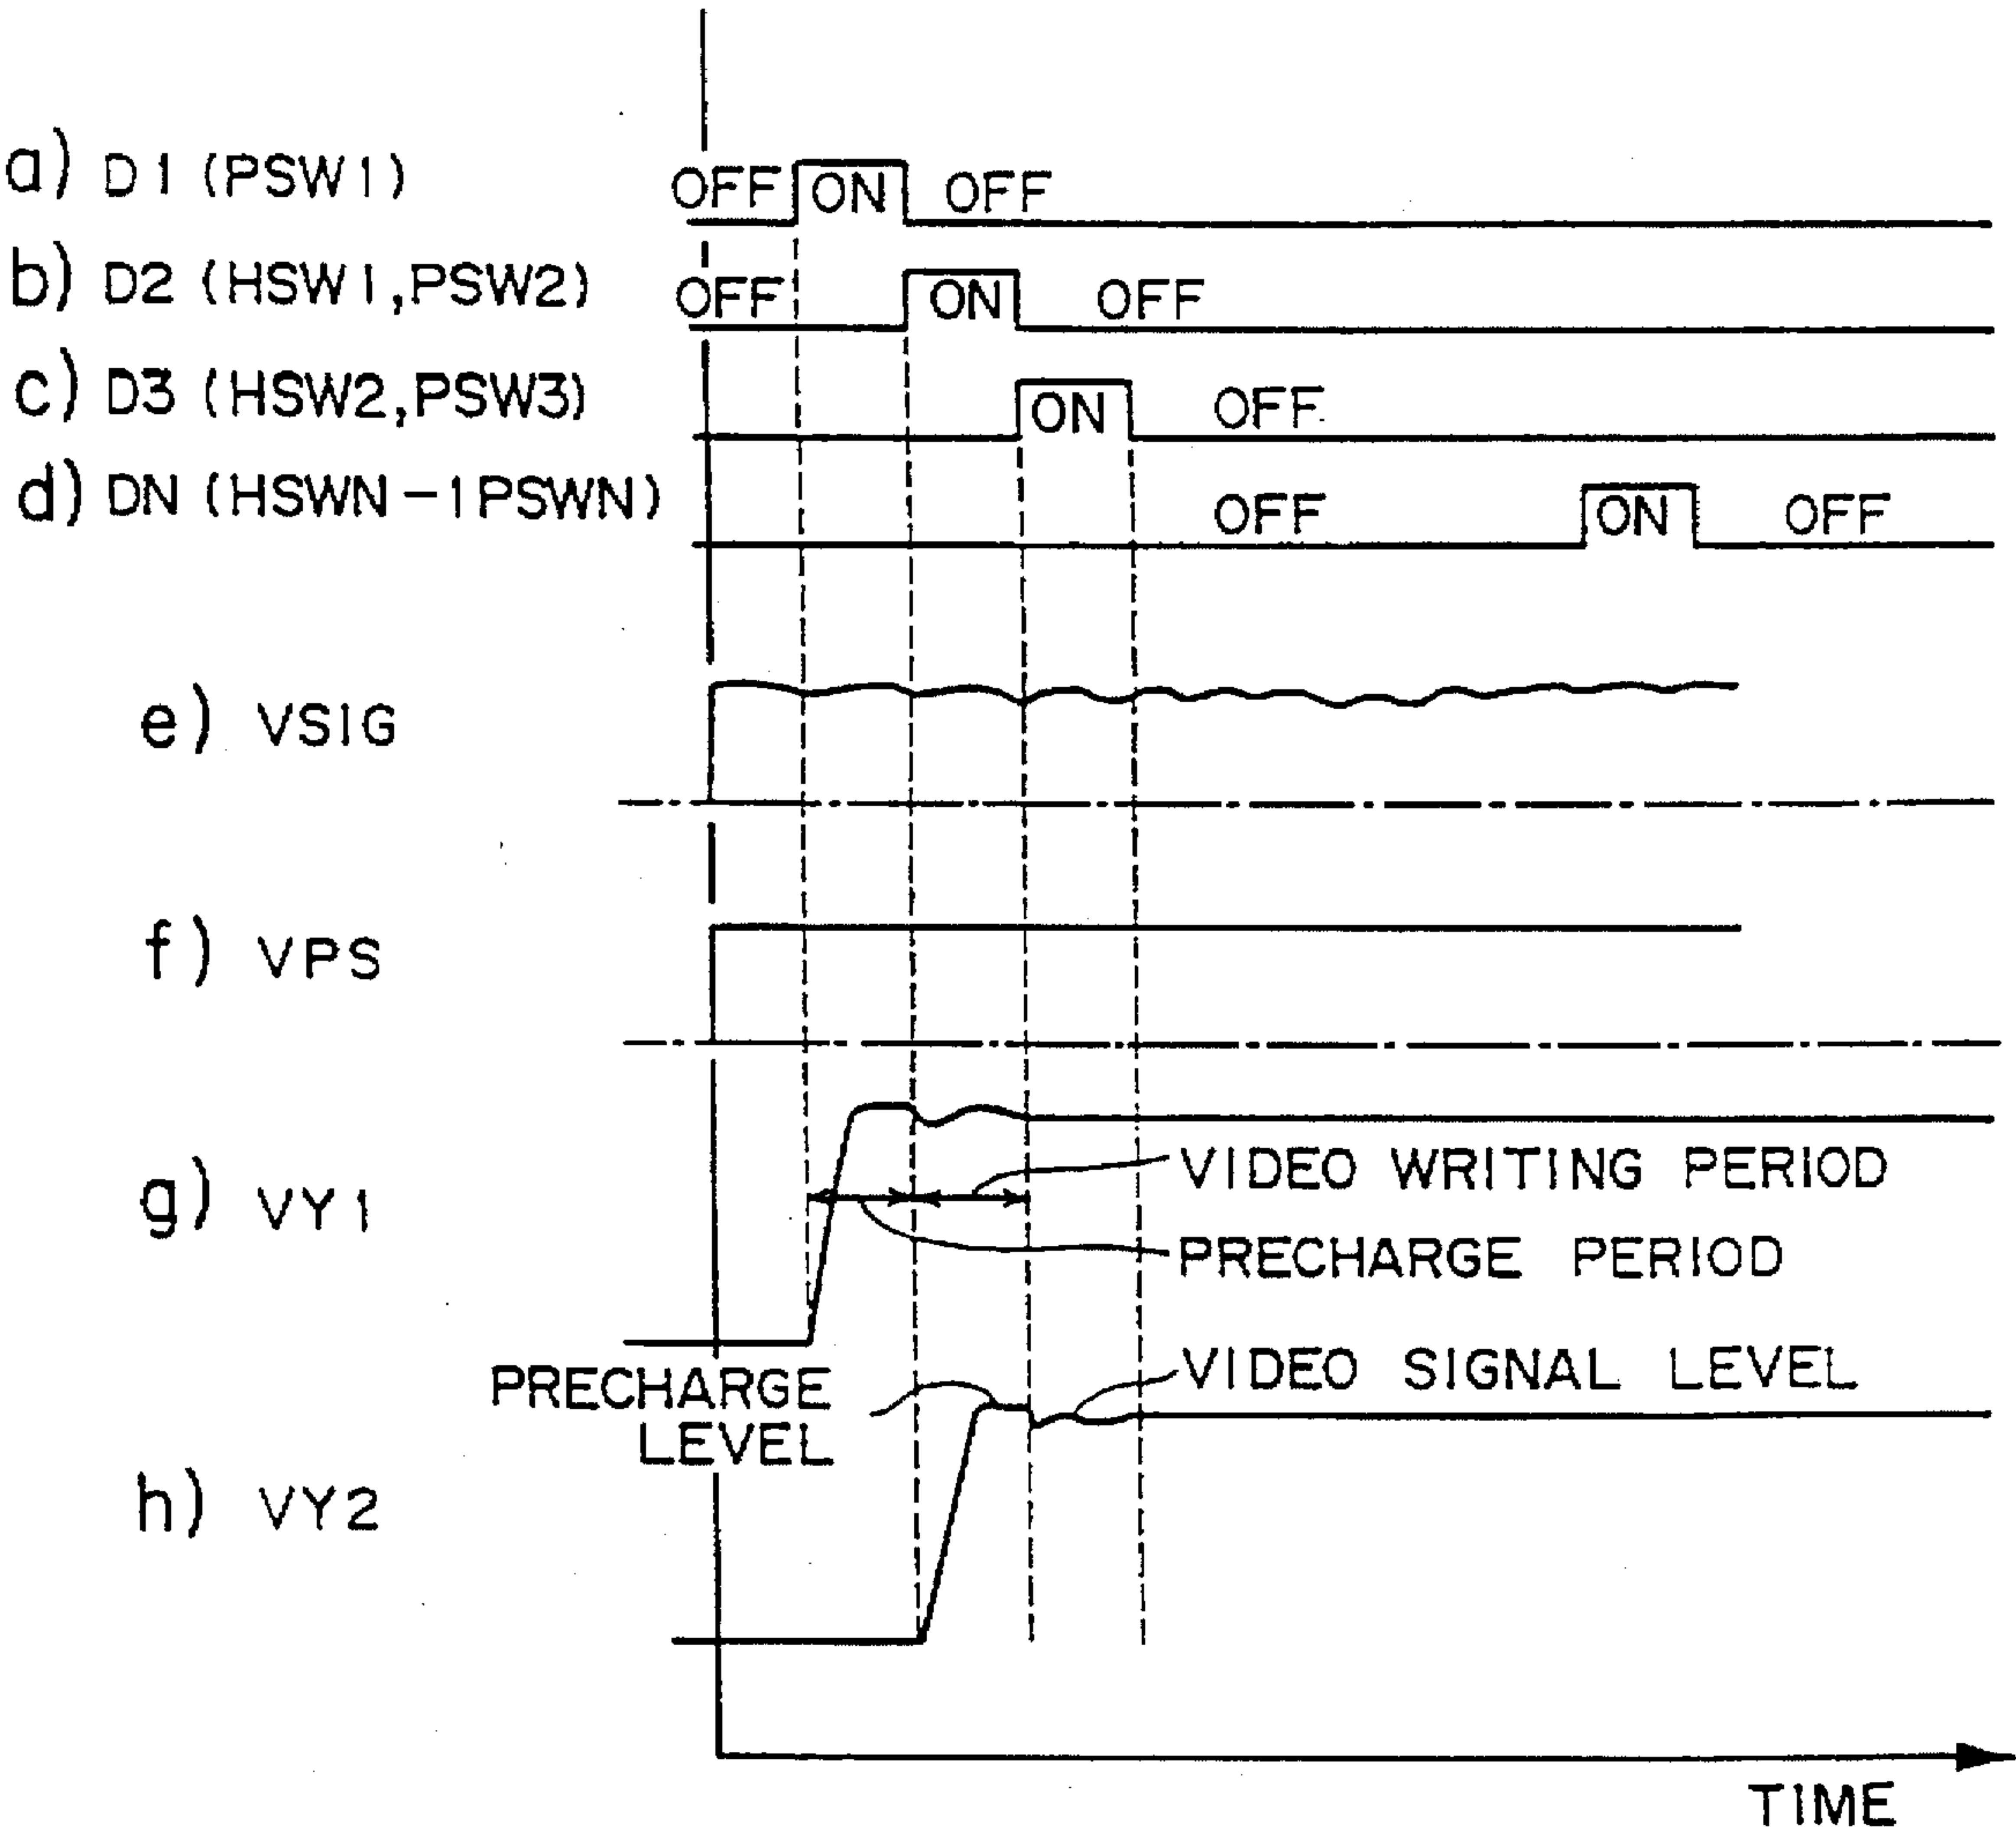 a) D1 (PSW1) OFF ON OFF
b) D2 (HSW1,PSW2) OFF ON OFF
c) D3 (HSW2,PSW3) ON OFF
d) DN (HSWN-1PSWN) OFF ON OFF
e) VSIG
f) VPS
g) VY1
VIDEO WRITING PERIOD
PRECHARGE PERIOD
PRECHARGE
LEVEL
VIDEO SIGNAL LEVEL
h) VY2
TIME